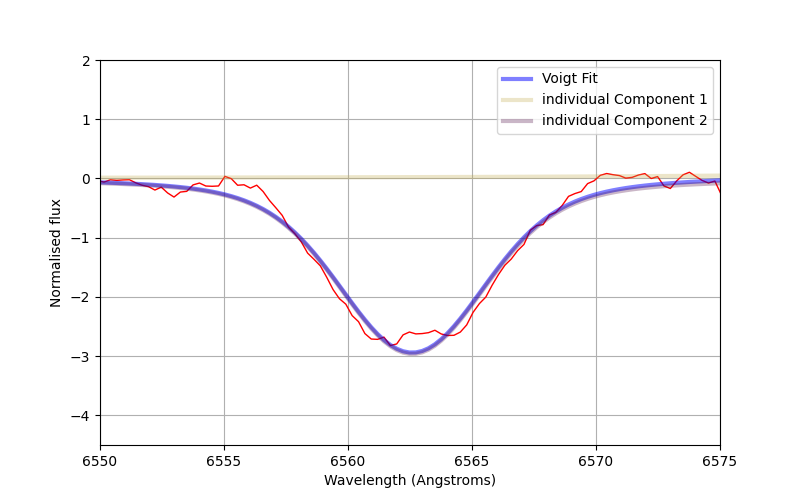 2
1
0
−1
−2
−3
−4
Normalised flux
Voigt Fit
individual Component 1
individual Component 2
6550
6555
6560
6565
6570
6575
Wavelength (Angstroms)